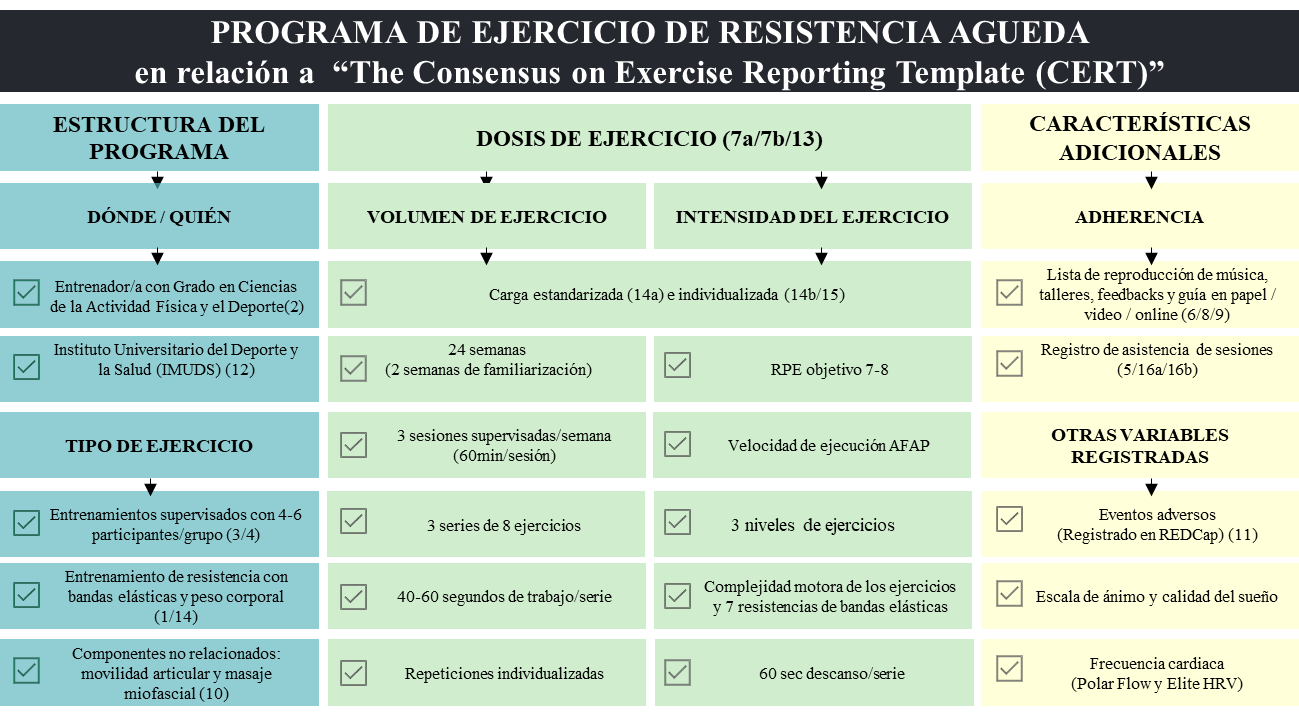 PROGRAMA DE EJERCICIO DE RESISTENCIA AGUEDA
en relación a “The Consensus on Exercise Reporting Template (CERT)”
ESTRUCTURA DEL
PROGRAMA
DÓNDE / QUIÉN
Entrenador/a con Grado en Ciencias
de la Actividad Física y el Deporte(2)
Instituto Universitario del Deporte y
la Salud (IMUDS) (12)
TIPO DE EJERCICIO
Entrenamientos supervisados con 4-6
participantes/grupo (3/4)
Entrenamiento de resistencia con
bandas elásticas y peso corporal
(1/14)
Componentes no relacionados:
movilidad articular y masaje
miofascial (10)
DOSIS DE EJERCICIO (7a/7b/13)
VOLUMEN DE EJERCICIO
INTENSIDAD DEL EJERCICIO
Carga estandarizada (14a) e individualizada (14b/15)
24 semanas
(2 semanas de familiarización)
RPE objetivo 7-8
3 sesiones supervisadas/semana
(60min/sesión)
Velocidad de ejecución AFAP
3 series de 8 ejercicios
3 niveles de ejercicios
40-60 segundos de trabajo/serie
Complejidad motora de los ejercicios
y 7 resistencias de bandas elásticas
Repeticiones individualizadas
60 sec descanso/serie
CARACTERÍSTICAS
ADICIONALES
ADHERENCIA
Lista de reproducción de música,
talleres, feedbacks y guía en papel /
video / online (6/8/9)
Registro de asistencia de sesiones
(5/16a/16b)
OTRAS VARIABLES
REGISTRADAS
Eventos adversos
(Registrado en REDCap) (11)
Escala de ánimo y calidad del sueño
Frecuencia cardiaca
(Polar Flow y Elite HRV)